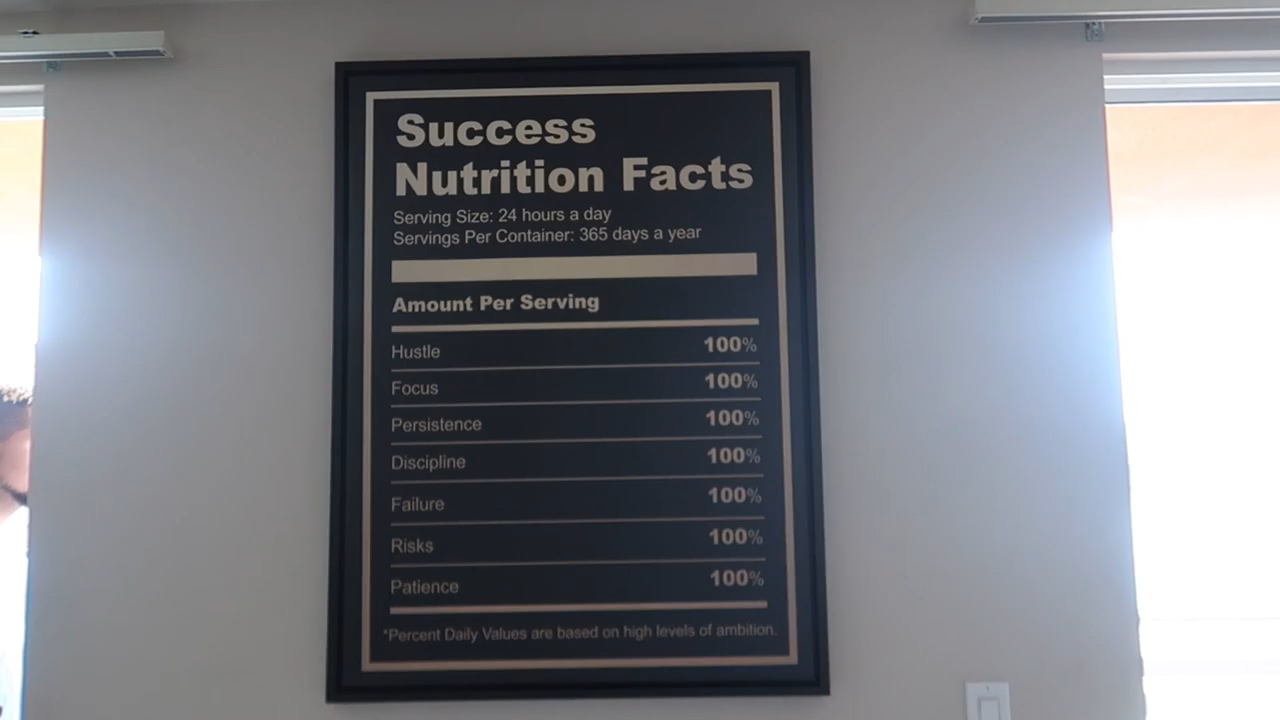 Success
Nutrition Facts
Serving Size: 24 hours a day
Servings Per Container: 365 days a year
Amount Per Serving
Hustle 100%
Focus 100%
Persistence 100%
Discipline 100%
Failure 100%
Risks 100%
Patience 100%
*Percent Daily Values are based on high levels of ambition.